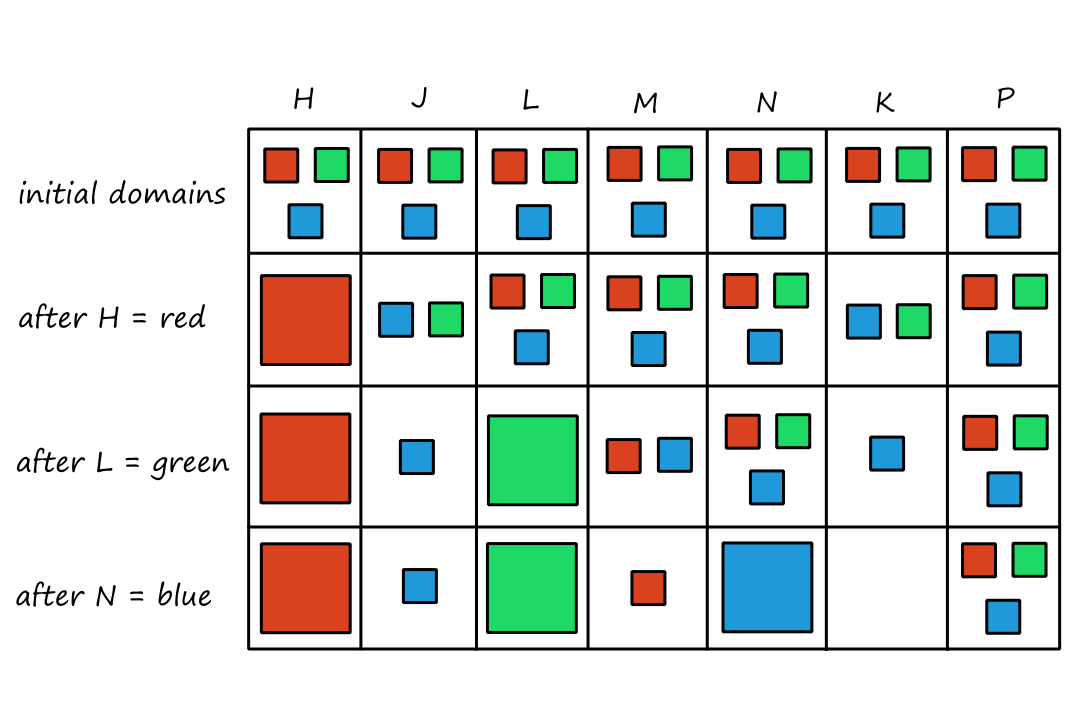 H J L M N K P
initial domains
after H = red
after L = green
after N = blue